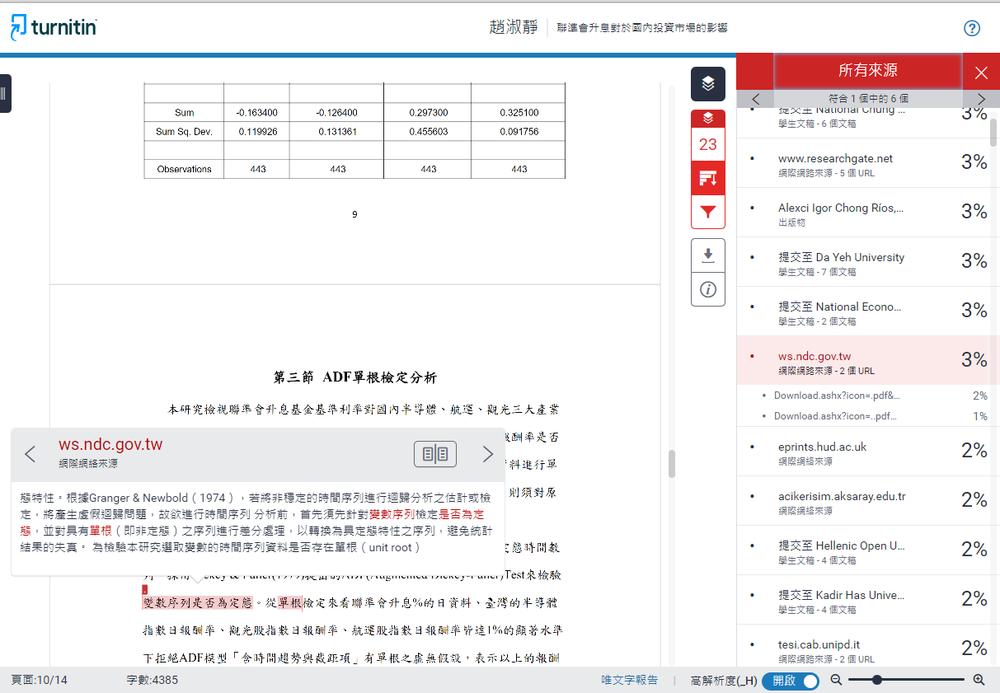 turnitin
趙淑靜
聯準會升息對於國內投資市場的影響
?
Sum -0.163400 -0.126400 0.297300 0.325100
Sum Sq. Dev. 0.119926 0.131361 0.455603 0.091756
Observations 443 443 443 443
9
第三節 ADF單根檢定分析
本研究檢視聯準會升息基金基準利率對國內半導體、航運、觀光三大產業
酬率是否
料進行單
則須對原
ws.ndc.gov.tw
網際網絡來源
態特性。根據Granger & Newbold（1974），若將非穩定的時間序列進行迴歸分析之估計或檢
定，將產生虛假迴歸問題，故欲進行時間序列 分析前，首先須先針對變數序列檢定是否為定
態，並對具有單根（即非定態）之序列進行差分處理，以轉換為具定態特性之序列，避免統計
結果的失真。 為檢驗本研究選取變數的時間序列資料是否存在單根（unit root）
態時間數
Test來檢驗
變數序列是否為定態。從單根檢定來看聯準會升息%的日資料、臺灣的半導體
指數日報酬率、觀光股指數日報酬率、航運股指數日報酬率皆達1%的顯著水準
下拒絕ADF模型「含時間趨勢與截距項」有單根之虛無假設，表示以上的報酬
23
所有來源
符合 1 個中的 6 個
提交至 National Chung ...
學生文稿 - 6 個文稿
3%
www.researchgate.net
網際網路來源 - 5 個 URL
3%
Alexci Igor Chong Ríos,...
出版物
3%
提交至 Da Yeh University
學生文稿 - 7 個文稿
3%
提交至 National Econo...
學生文稿 - 2 個文稿
3%
ws.ndc.gov.tw
網際網路來源 - 2 個 URL
3%
Download.ashx?icon=.pdf&... 2%
Download.ashx?icon=..pdf... 1%
eprints.hud.ac.uk
網際網絡來源
2%
acikerisim.aksaray.edu.tr
網際網絡來源
2%
提交至 Hellenic Open U...
學生文稿 - 4 個文稿
2%
提交至 Kadir Has Unive...
學生文稿 - 4 個文稿
2%
tesi.cab.unipd.it
網際網路來源 - 2 個 URL
2%
頁面:10/14
字數:4385
唯文字報告
高解析度(_H)
開啟